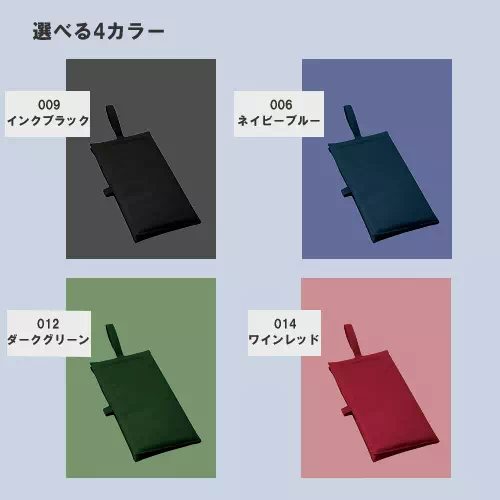 選べる4カラー
009
インクブラック
006
ネイビーブルー
012
ダークグリーン
014
ワインレッド